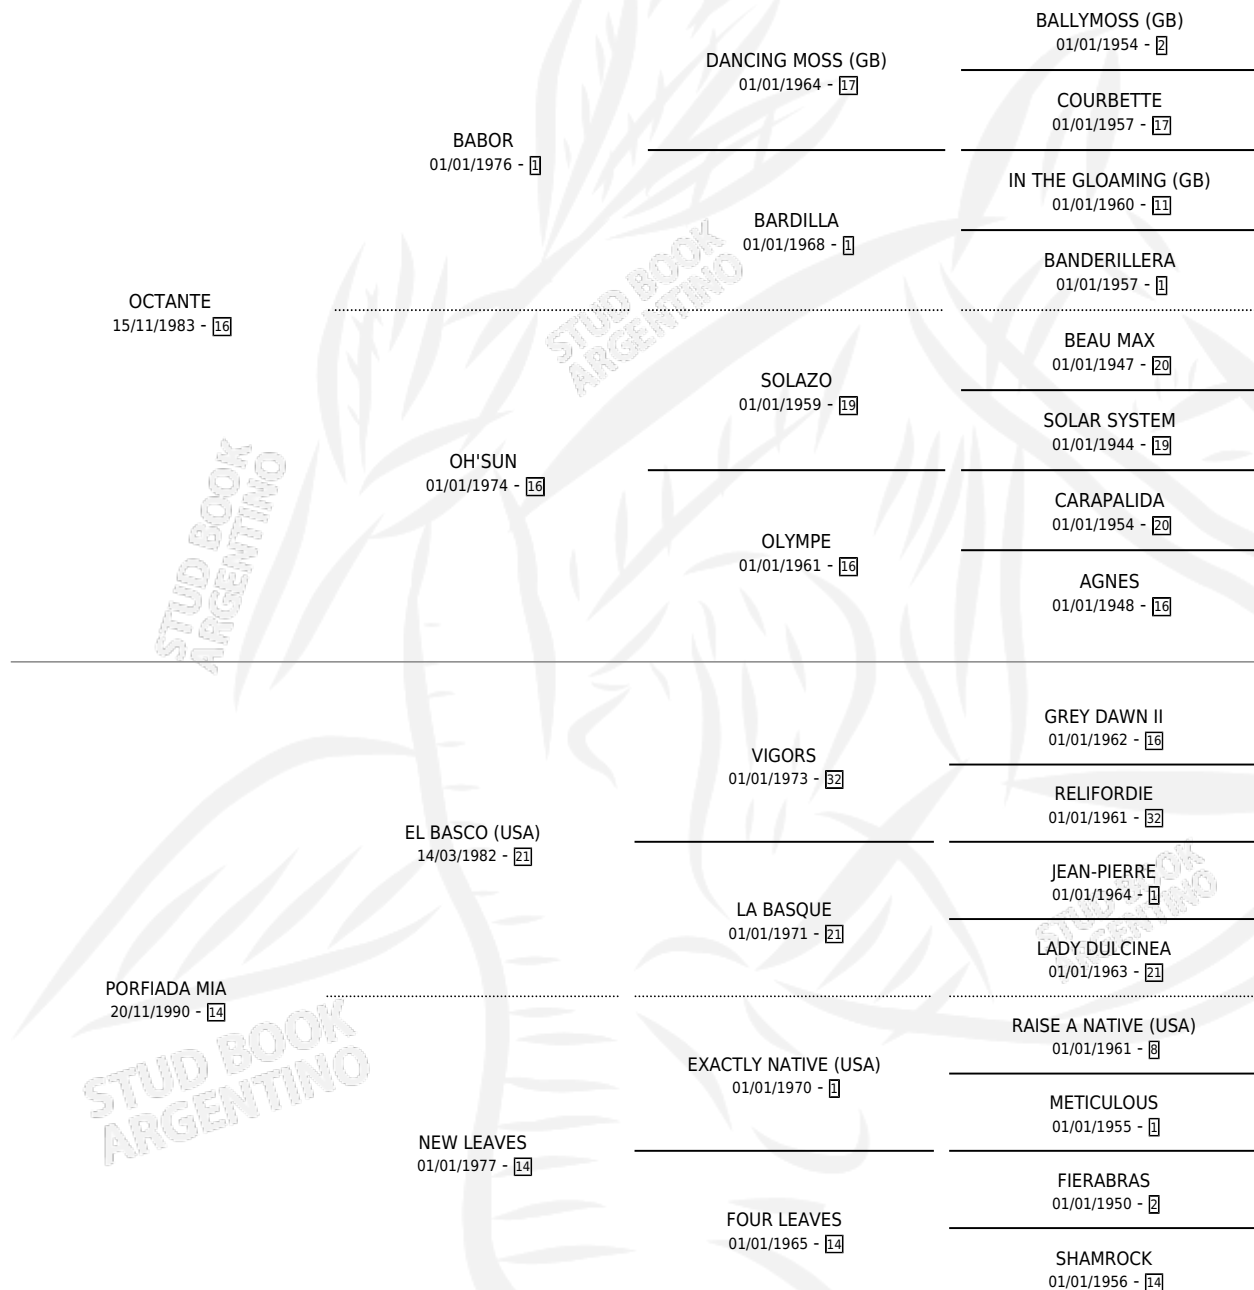 BALLYMOSS (GB)
01/01/1954 - 2
DANCING MOSS (GB)
01/01/1964 - 17
COURBETTE
01/01/1957 - 17
BABOR
01/01/1976 - 1
IN THE GLOAMING (GB)
01/01/1960 - 11
BARDILLA
01/01/1968 - 1
BANDERILLERA
01/01/1957 - 1
OCTANTE
15/11/1983 - 16
STUD BOOK
ARGENTINO
BEAU MAX
01/01/1947 - 20
SOLAZO
01/01/1959 - 19
SOLAR SYSTEM
01/01/1944 - 19
OH'SUN
01/01/1974 - 16
CARAPALIDA
01/01/1954 - 20
OLYMPE
01/01/1961 - 16
AGNES
01/01/1948 - 16
STUD BOOK
ARGENTINO
GREY DAWN II
01/01/1962 - 16
VIGORS
01/01/1973 - 32
RELIFORDIE
01/01/1961 - 32
EL BASCO (USA)
14/03/1982 - 21
JEAN-PIERRE
01/01/1964 - 1
LA BASQUE
01/01/1971 - 21
LADY DULCINEA
01/01/1963 - 21
STUD BOOK
ARGENTINO
PORFIADA MIA
20/11/1990 - 14
STUD BOOK
ARGENTINO
RAISE A NATIVE (USA)
01/01/1961 - 8
EXACTLY NATIVE (USA)
01/01/1970 - 1
METICULOUS
01/01/1955 - 1
NEW LEAVES
01/01/1977 - 14
FIERABRAS
01/01/1950 - 2
FOUR LEAVES
01/01/1965 - 14
SHAMROCK
01/01/1956 - 14